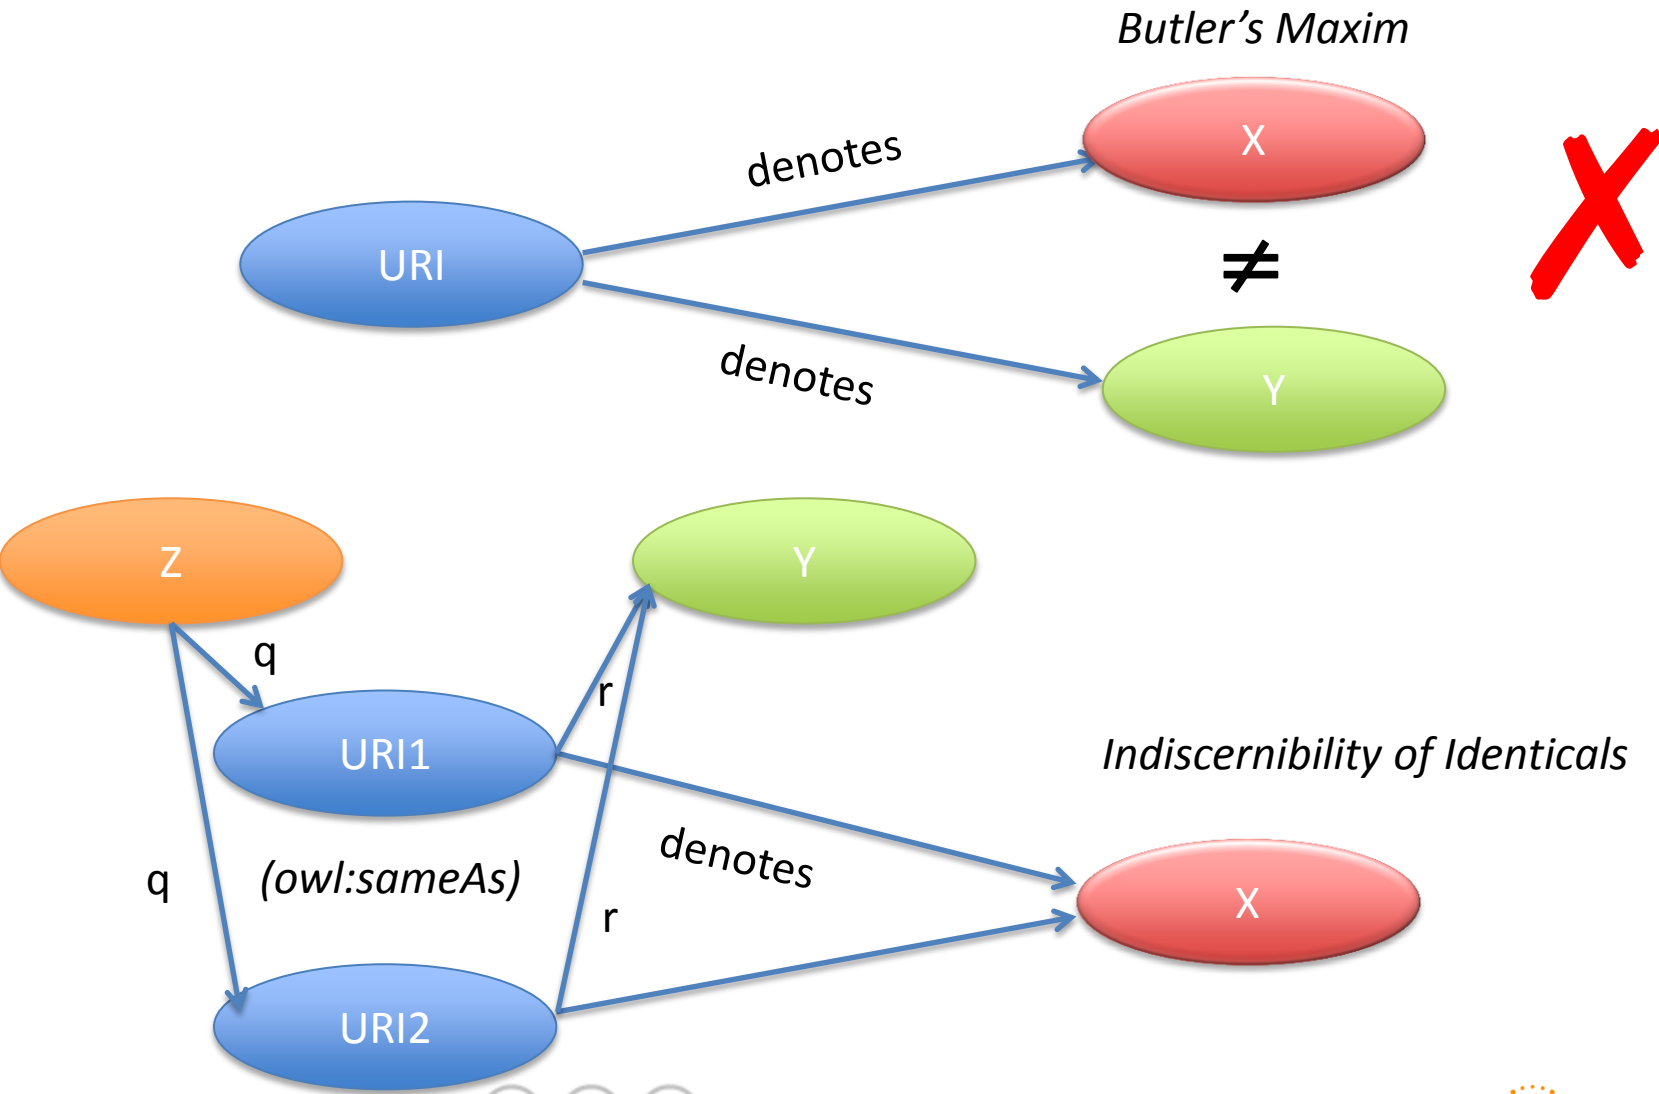 Butler’s Maxim
X
denotes
URI
≠
denotes
Y
Z
Y
q
r
URI1
Indiscernibility of Identicals
denotes
q
(owl:sameAs)
r
X
URI2